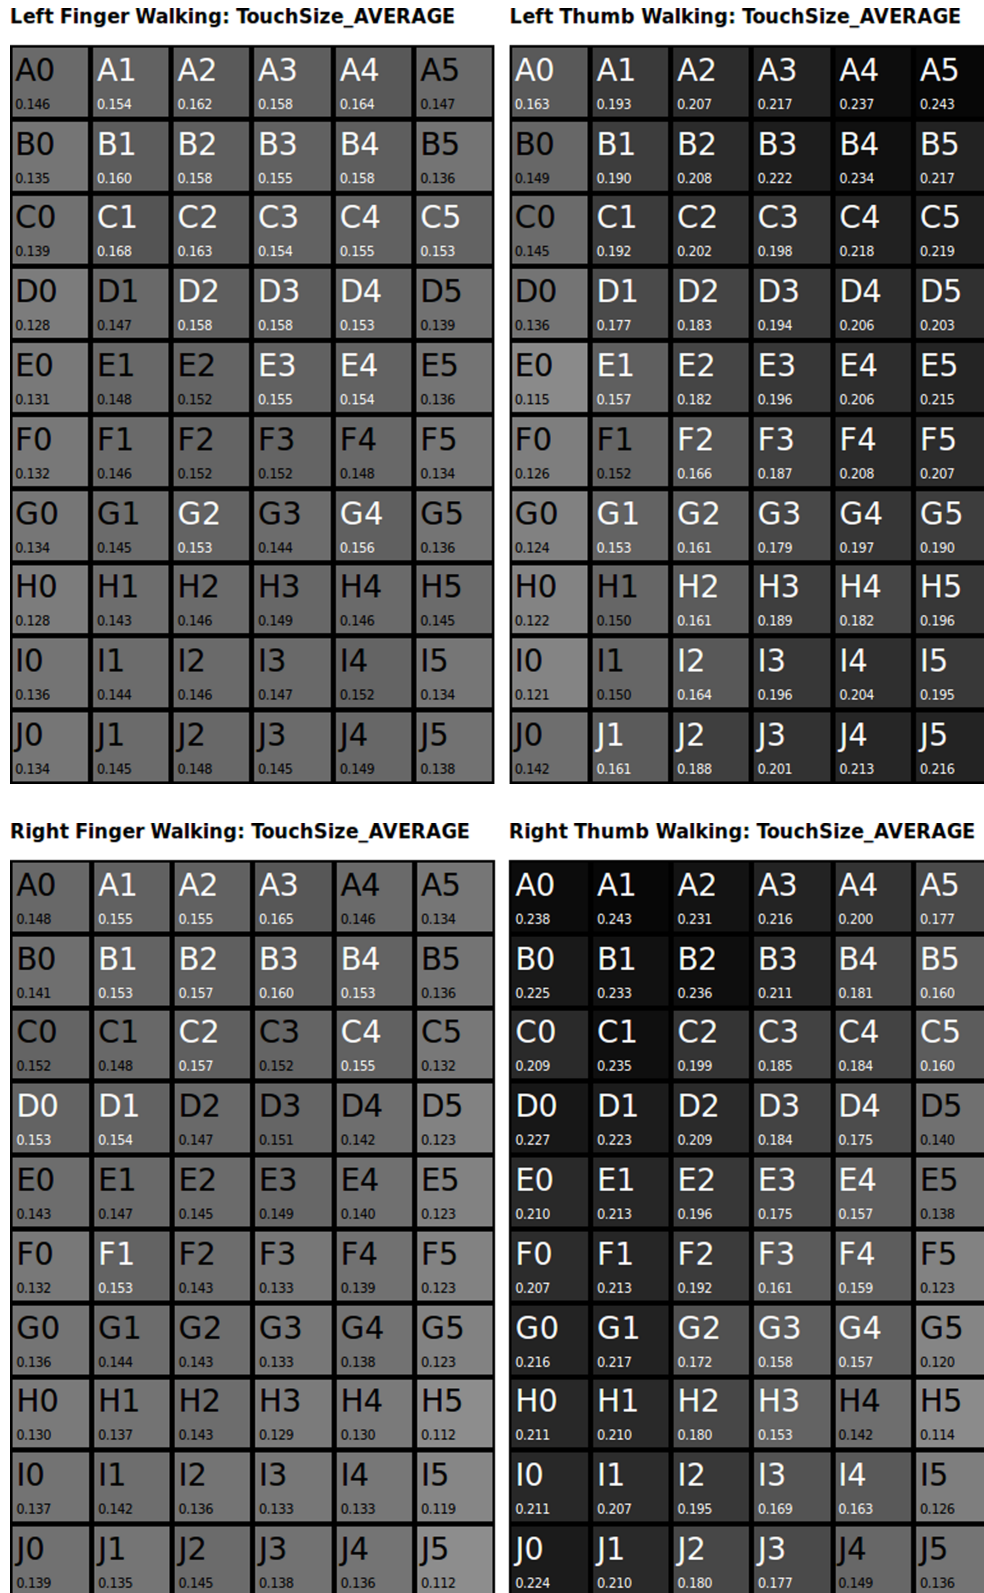 Left Finger Walking: TouchSize_AVERAGE
A0 A1 A2 A3 A4 A5
0.146 0.154 0.162 0.158 0.164 0.147
B0 B1 B2 B3 B4 B5
0.135 0.160 0.158 0.155 0.158 0.136
C0 C1 C2 C3 C4 C5
0.139 0.168 0.163 0.154 0.155 0.153
D0 D1 D2 D3 D4 D5
0.128 0.147 0.158 0.158 0.153 0.139
E0 E1 E2 E3 E4 E5
0.131 0.148 0.152 0.155 0.154 0.136
F0 F1 F2 F3 F4 F5
0.132 0.146 0.152 0.152 0.148 0.134
G0 G1 G2 G3 G4 G5
0.134 0.145 0.153 0.144 0.156 0.136
H0 H1 H2 H3 H4 H5
0.128 0.143 0.146 0.149 0.146 0.145
I0 I1 I2 I3 I4 I5
0.136 0.144 0.146 0.147 0.152 0.134
J0 J1 J2 J3 J4 J5
0.134 0.145 0.148 0.145 0.149 0.138
Left Thumb Walking: TouchSize_AVERAGE
A0 A1 A2 A3 A4 A5
0.163 0.193 0.207 0.217 0.237 0.243
B0 B1 B2 B3 B4 B5
0.149 0.190 0.208 0.222 0.234 0.217
C0 C1 C2 C3 C4 C5
0.145 0.192 0.202 0.198 0.218 0.219
D0 D1 D2 D3 D4 D5
0.136 0.177 0.183 0.194 0.206 0.203
E0 E1 E2 E3 E4 E5
0.115 0.157 0.182 0.196 0.206 0.215
F0 F1 F2 F3 F4 F5
0.126 0.152 0.166 0.187 0.208 0.207
G0 G1 G2 G3 G4 G5
0.124 0.153 0.161 0.179 0.197 0.190
H0 H1 H2 H3 H4 H5
0.122 0.150 0.161 0.189 0.182 0.196
I0 I1 I2 I3 I4 I5
0.121 0.150 0.164 0.196 0.204 0.195
J0 J1 J2 J3 J4 J5
0.142 0.161 0.188 0.201 0.213 0.216
Right Finger Walking: TouchSize_AVERAGE
A0 A1 A2 A3 A4 A5
0.148 0.155 0.155 0.165 0.146 0.134
B0 B1 B2 B3 B4 B5
0.141 0.153 0.157 0.160 0.153 0.136
C0 C1 C2 C3 C4 C5
0.152 0.148 0.157 0.152 0.155 0.132
D0 D1 D2 D3 D4 D5
0.153 0.154 0.147 0.151 0.142 0.123
E0 E1 E2 E3 E4 E5
0.143 0.147 0.145 0.149 0.140 0.123
F0 F1 F2 F3 F4 F5
0.132 0.153 0.143 0.133 0.139 0.123
G0 G1 G2 G3 G4 G5
0.136 0.144 0.143 0.133 0.138 0.123
H0 H1 H2 H3 H4 H5
0.130 0.137 0.143 0.129 0.130 0.112
I0 I1 I2 I3 I4 I5
0.137 0.142 0.136 0.133 0.133 0.119
J0 J1 J2 J3 J4 J5
0.139 0.135 0.145 0.138 0.136 0.112
Right Thumb Walking: TouchSize_AVERAGE
A0 A1 A2 A3 A4 A5
0.238 0.243 0.231 0.216 0.200 0.177
B0 B1 B2 B3 B4 B5
0.225 0.233 0.236 0.211 0.181 0.160
C0 C1 C2 C3 C4 C5
0.209 0.235 0.199 0.185 0.184 0.160
D0 D1 D2 D3 D4 D5
0.227 0.223 0.209 0.184 0.175 0.140
E0 E1 E2 E3 E4 E5
0.210 0.213 0.196 0.175 0.157 0.138
F0 F1 F2 F3 F4 F5
0.207 0.213 0.192 0.161 0.159 0.123
G0 G1 G2 G3 G4 G5
0.216 0.217 0.172 0.158 0.157 0.120
H0 H1 H2 H3 H4 H5
0.211 0.210 0.180 0.153 0.142 0.114
I0 I1 I2 I3 I4 I5
0.211 0.207 0.195 0.169 0.163 0.126
J0 J1 J2 J3 J4 J5
0.224 0.210 0.180 0.177 0.149 0.136